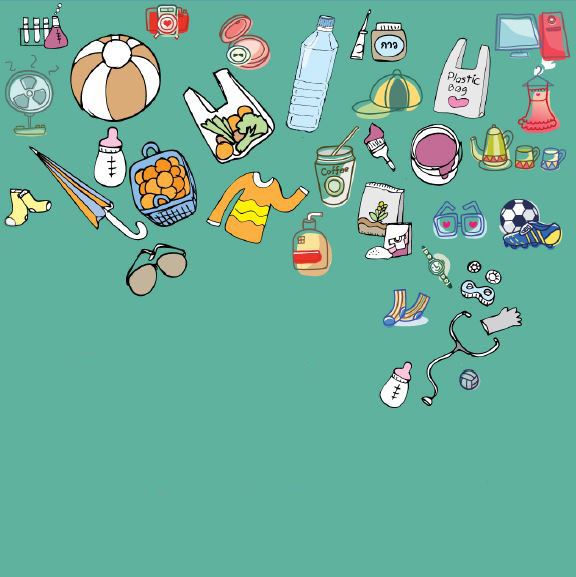 กาว
Plastic
Bag
Coffee